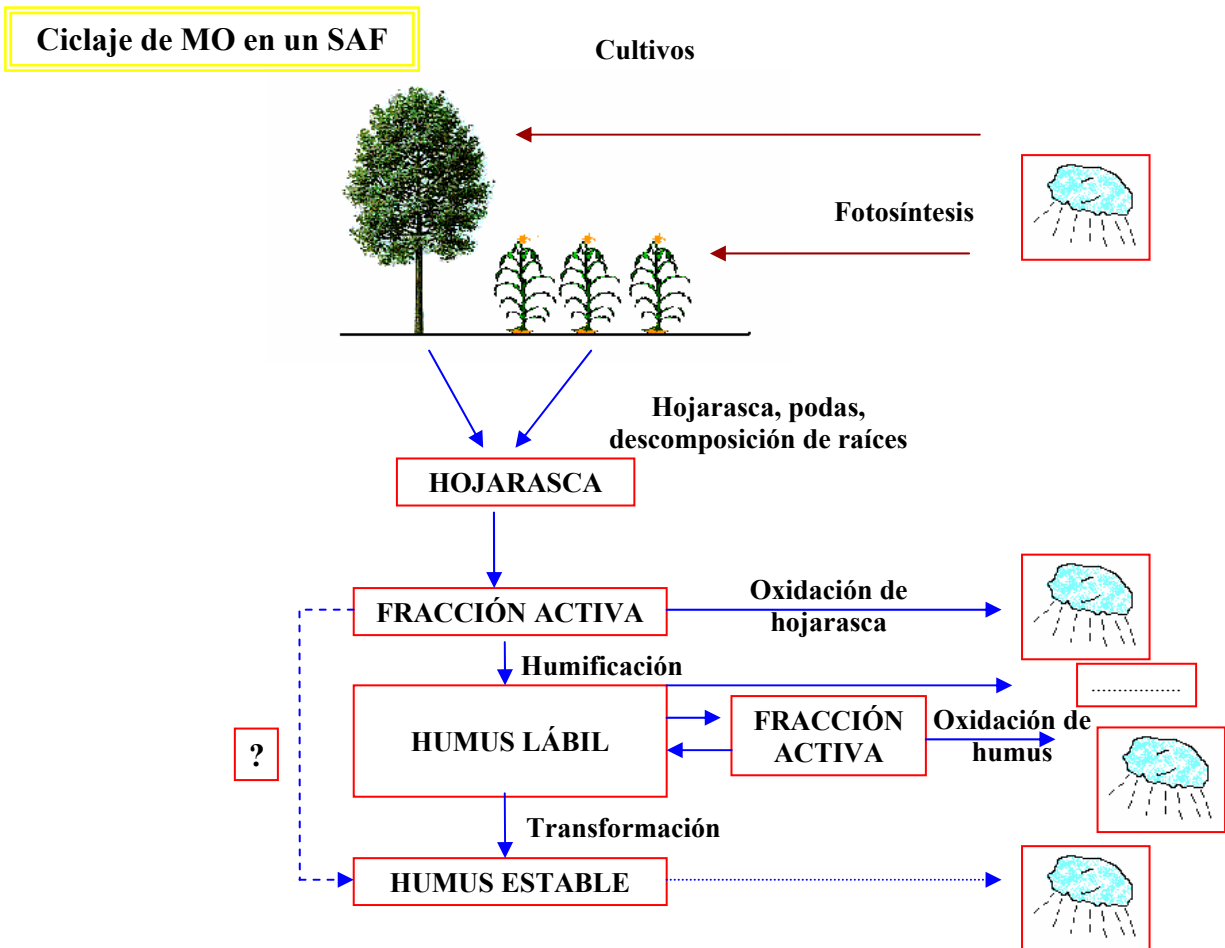 Ciclaje de MO en un SAF
Cultivos
Fotosíntesis
Hojarasca, podas,
descomposición de raíces
HOJARASCA
FRACCIÓN ACTIVA
Oxidación de
hojarasca
Humificación
................
HUMUS LÁBIL
FRACCIÓN
ACTIVA
Oxidación de
humus
?
Transformación
HUMUS ESTABLE